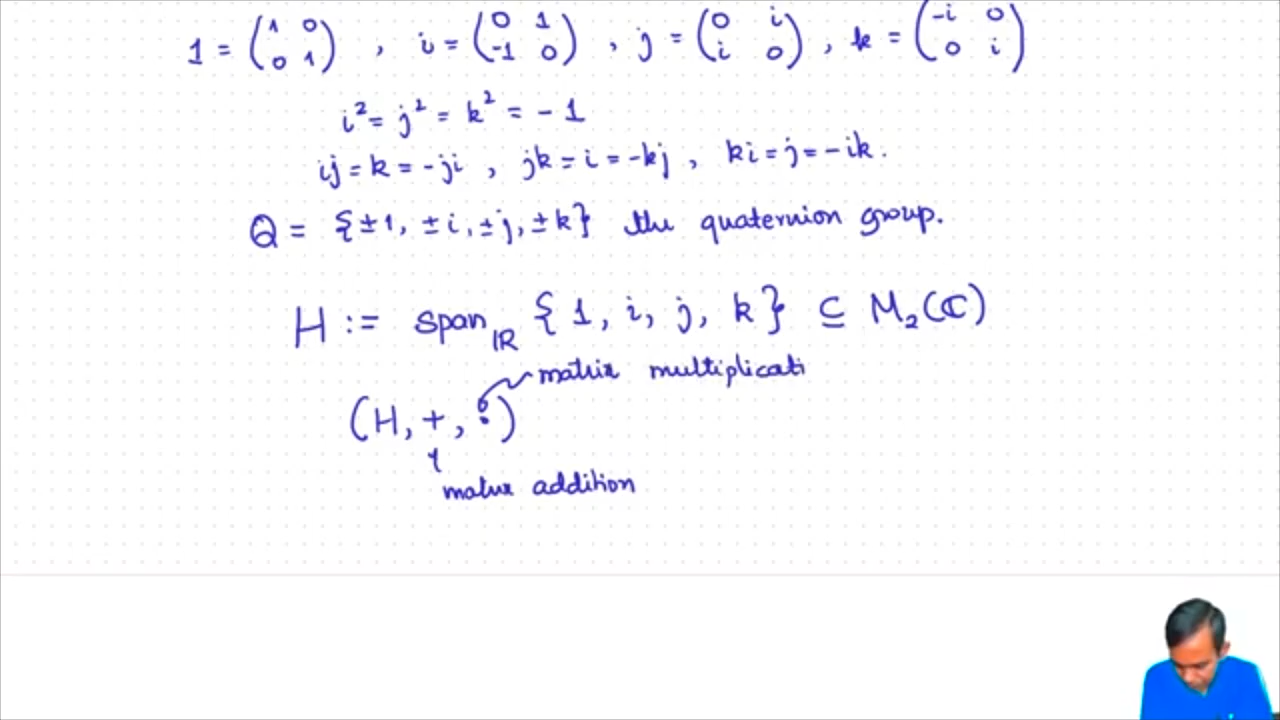 1 = (1 0 0 1) , i = (0 1 -1 0) , j = (0 i i 0) , k = (-i 0 0 i)
i² = j² = k² = -1
ij = k = -ji , jk = i = -kj , ki = j = -ik.
Q = {±1, ±i, ±j, ±k} the quaternion group.
H := span_ℝ {1, i, j, k} ⊆ M₂(ℂ)
matrix multiplicati
(H, +, ·)
matrix addition